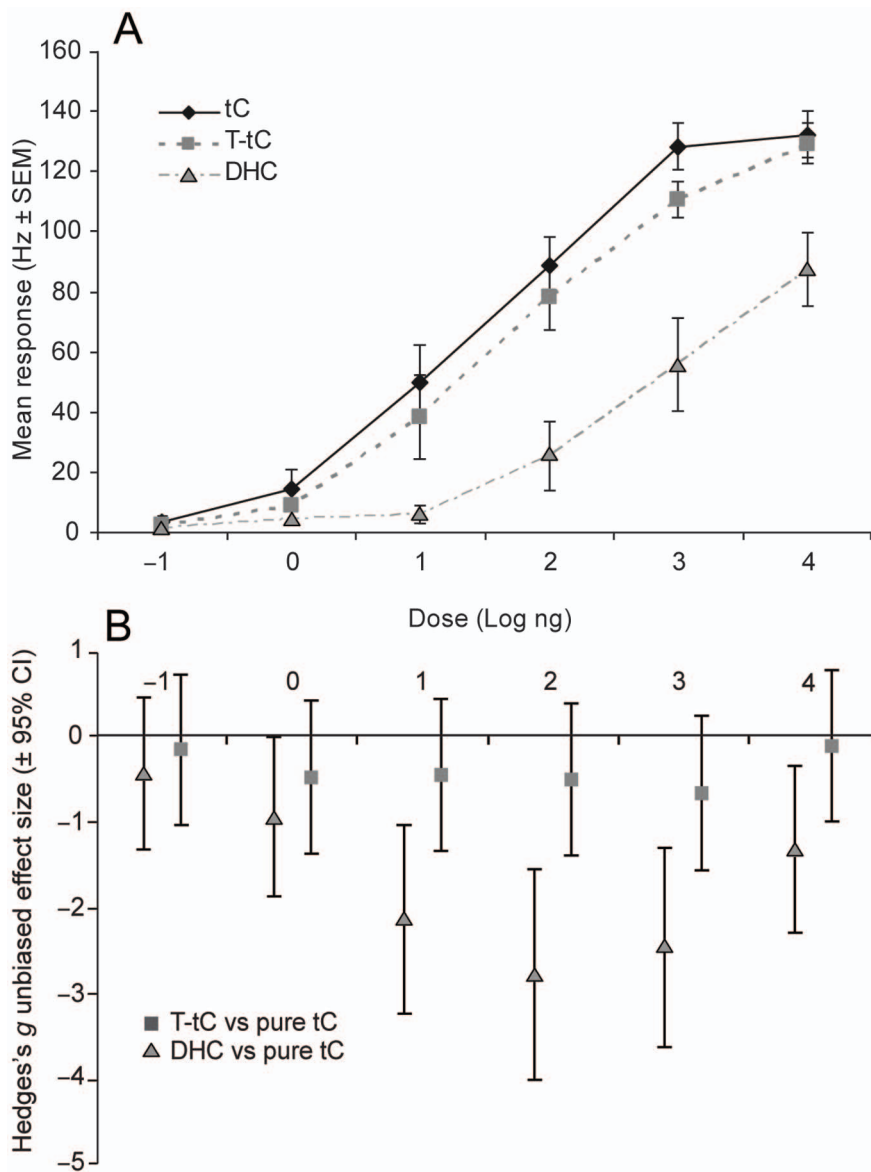 A
160
140
120
100
80
60
40
20
0
Mean response (Hz ± SEM)
tC
T-tC
DHC
–1 0 1 2 3 4
Dose (Log ng)
B
1
0
–1
–2
–3
–4
–5
Hedges's g unbiased effect size (± 95% CI)
–1 0 1 2 3 4
T-tC vs pure tC
DHC vs pure tC